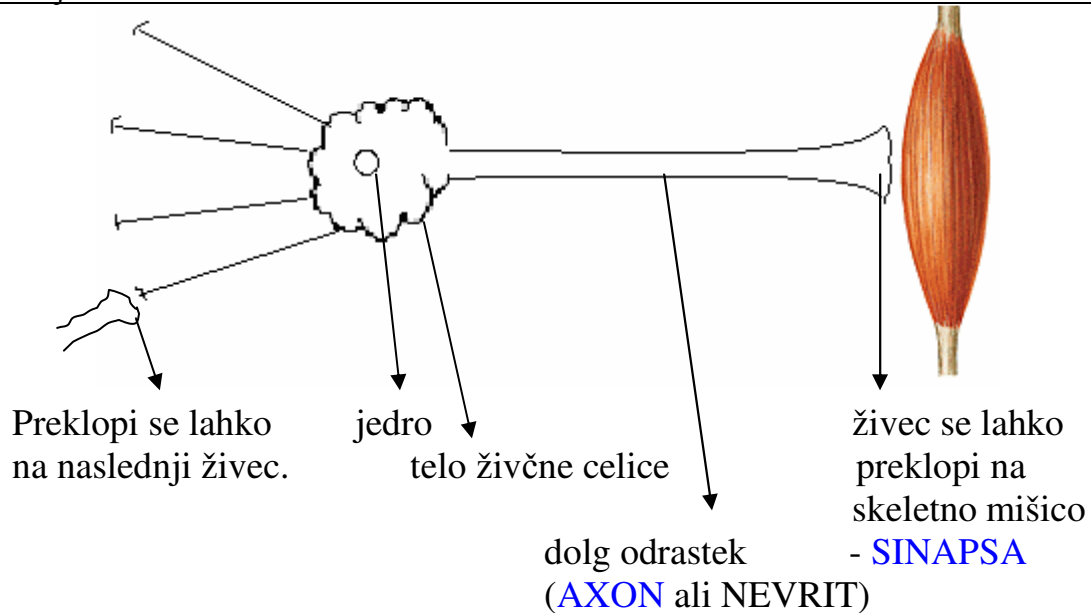 Preklopi se lahko
na naslednji živec.
jedro
telo živčne celice
dolg odrastek
(AXON ali NEVRIT)
živec se lahko
preklopi na
skeletno mišico
- SINAPSA